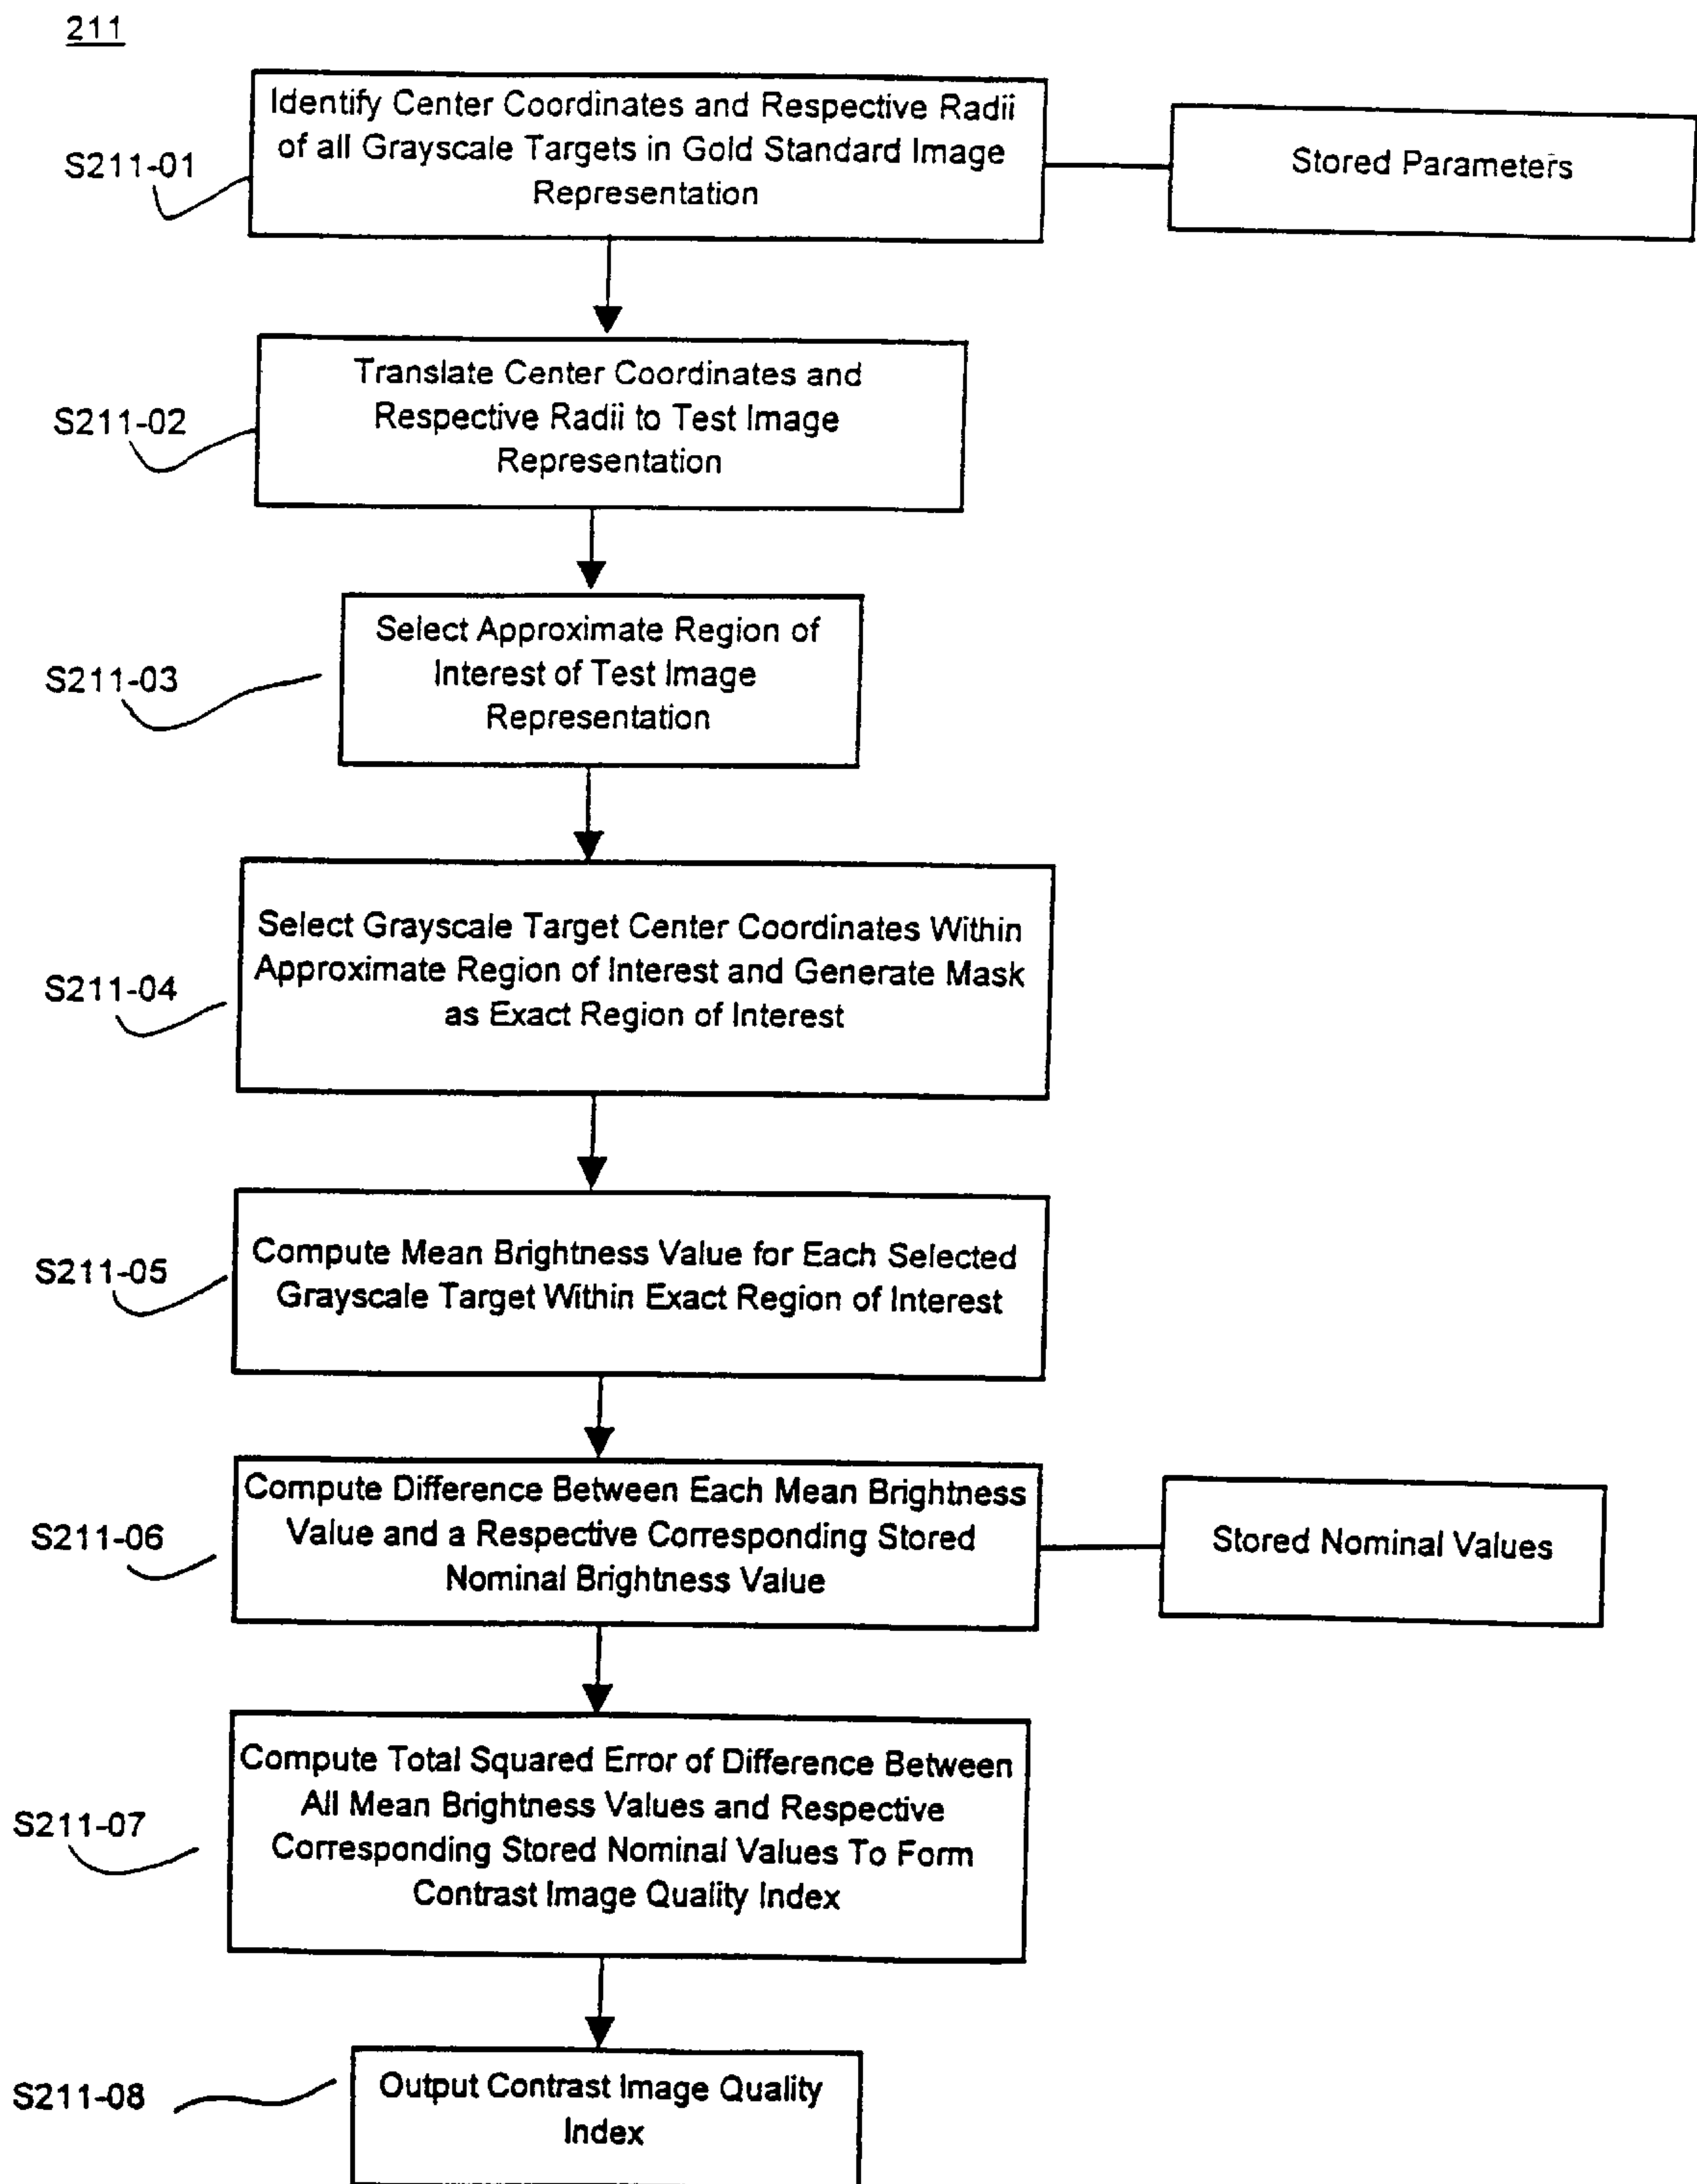 211
Identify Center Coordinates and Respective Radii
of all Grayscale Targets in Gold Standard Image
Representation
S211-01
Stored Parameters
Translate Center Coordinates and
Respective Radii to Test Image
Representation
S211-02
Select Approximate Region of
Interest of Test Image
Representation
S211-03
Select Grayscale Target Center Coordinates Within
Approximate Region of Interest and Generate Mask
as Exact Region of Interest
S211-04
Compute Mean Brightness Value for Each Selected
Grayscale Target Within Exact Region of Interest
S211-05
Compute Difference Between Each Mean Brightness
Value and a Respective Corresponding Stored
Nominal Brightness Value
S211-06
Stored Nominal Values
Compute Total Squared Error of Difference Between
All Mean Brightness Values and Respective
Corresponding Stored Nominal Values To Form
Contrast Image Quality Index
S211-07
Output Contrast Image Quality
Index
S211-08